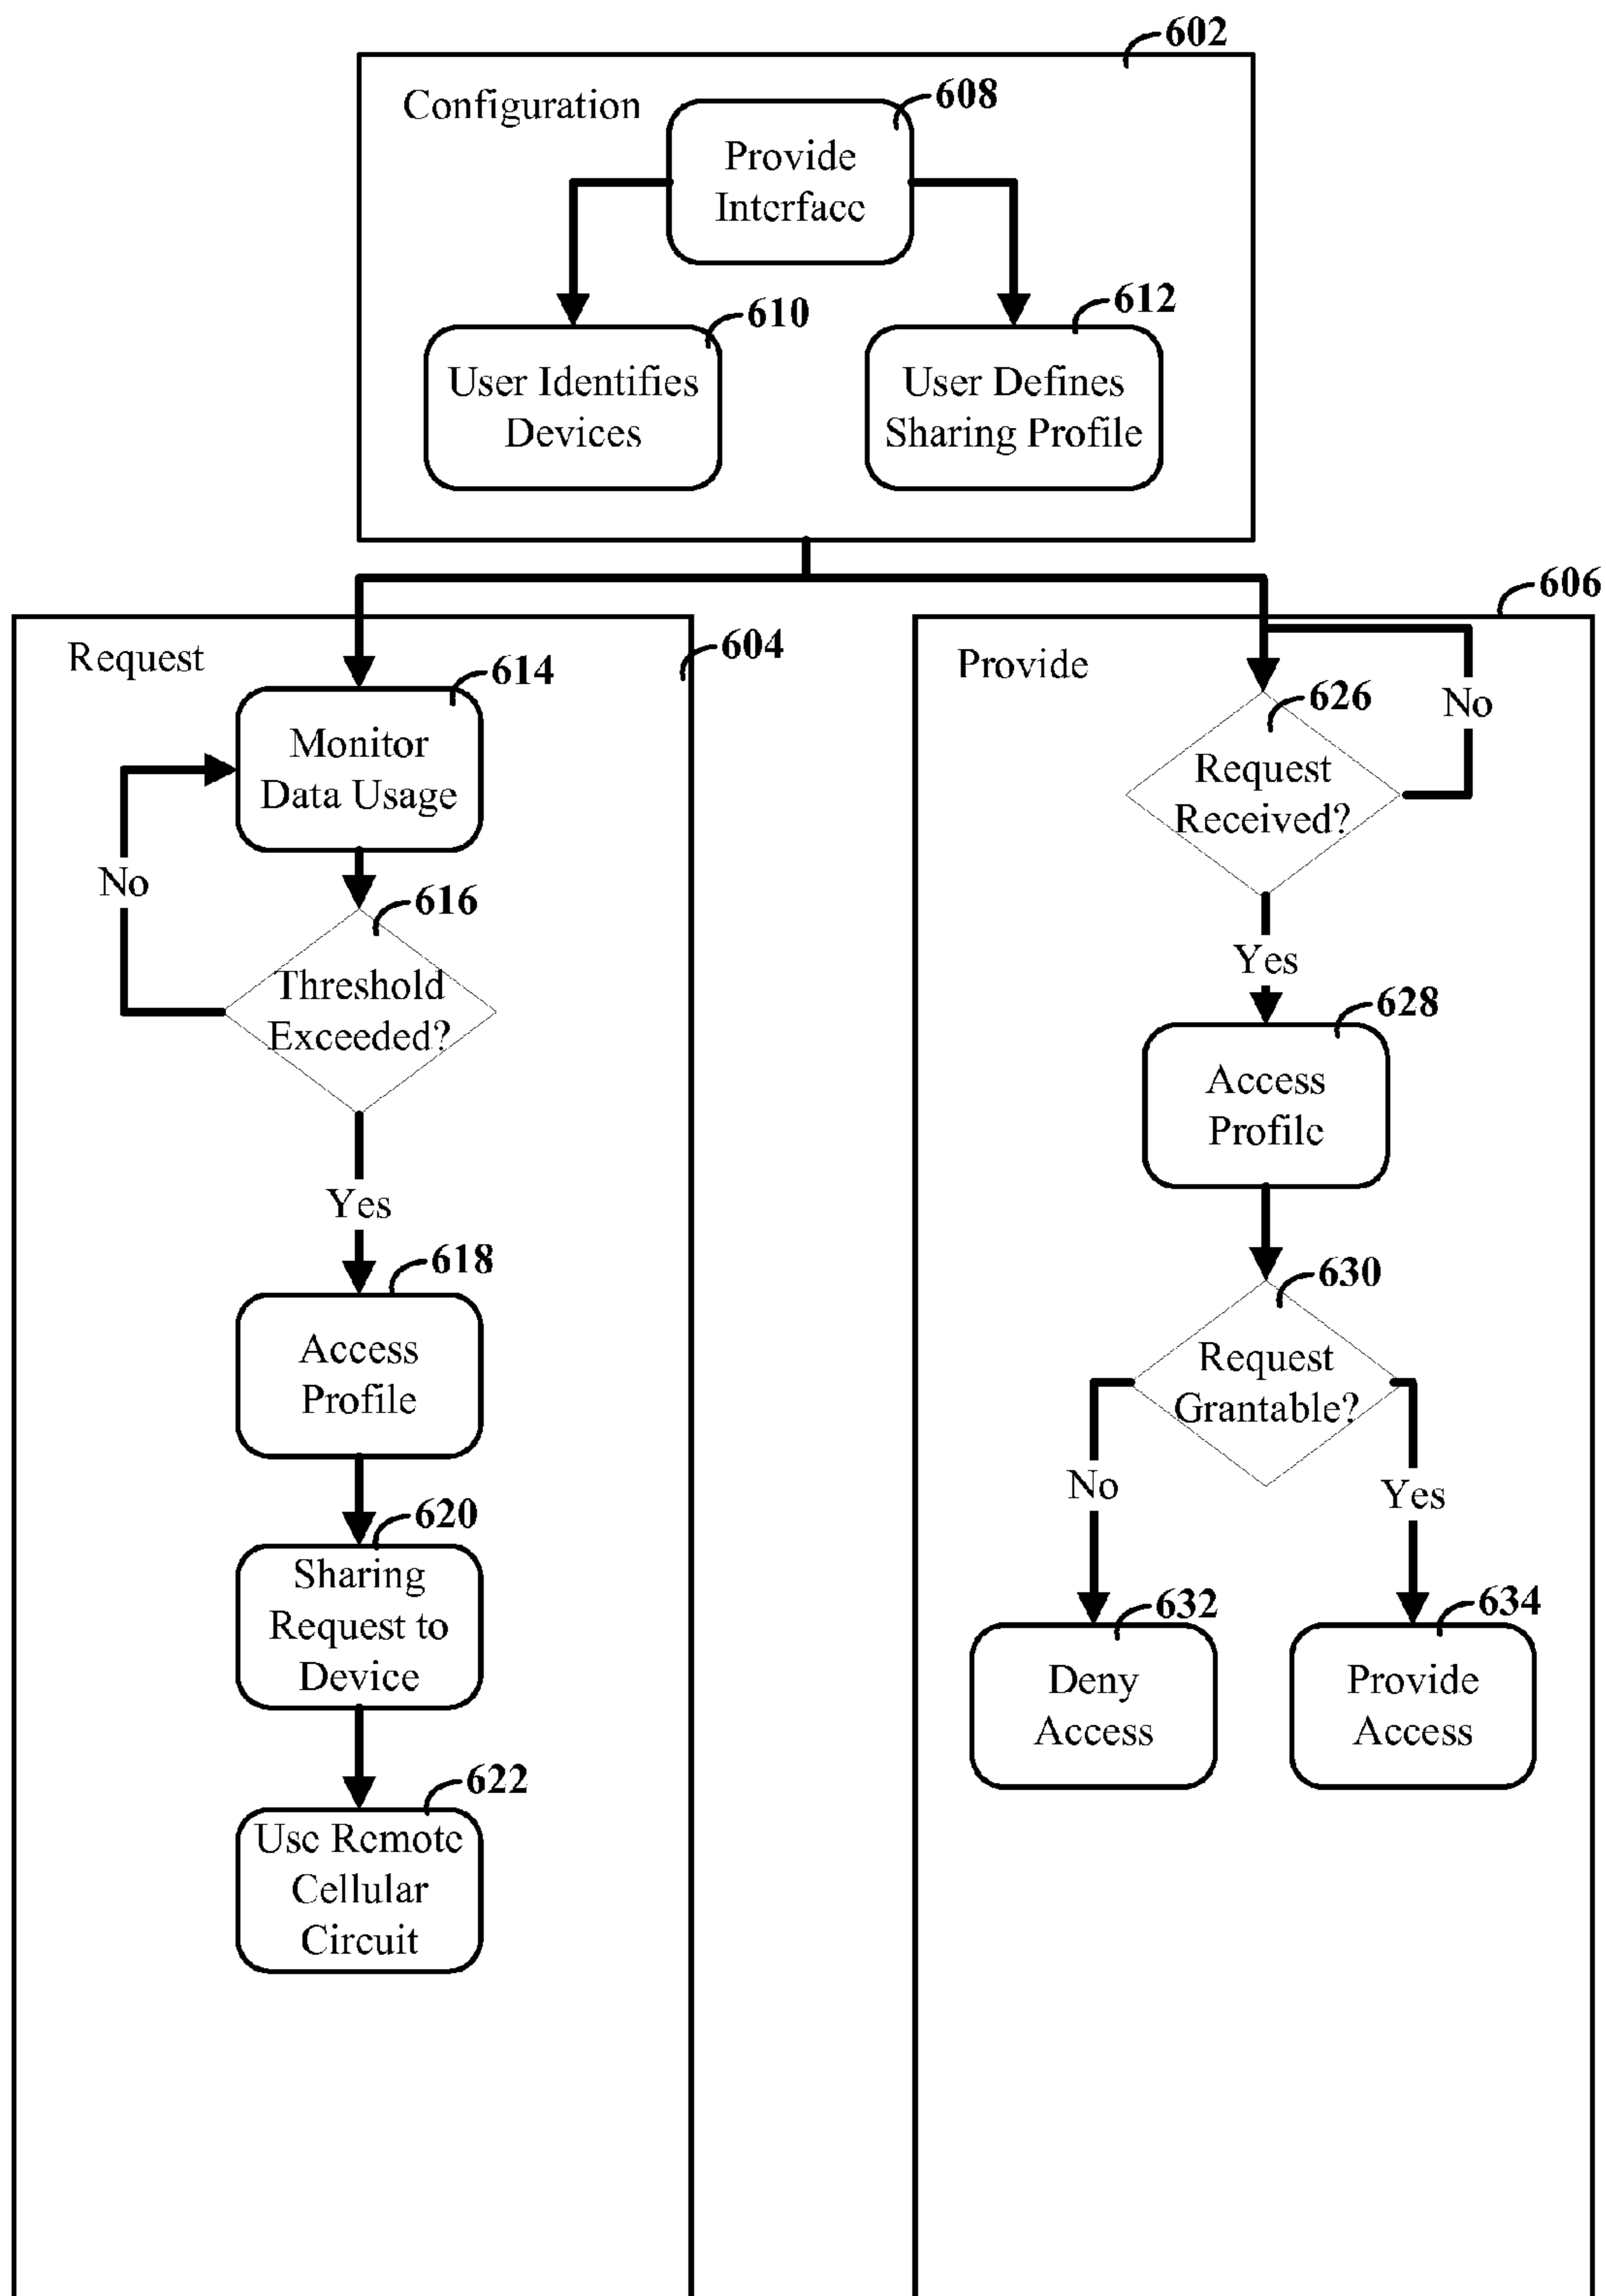 602
Configuration
608
Provide
Interface
610
User Identifies
Devices
612
User Defines
Sharing Profile
604
Request
614
Monitor
Data Usage
No
616
Threshold
Exceeded?
Yes
618
Access
Profile
620
Sharing
Request to
Device
622
Use Remote
Cellular
Circuit
606
Provide
626
Request
Received?
No
Yes
628
Access
Profile
630
Request
Grantable?
No
Yes
632
Deny
Access
634
Provide
Access